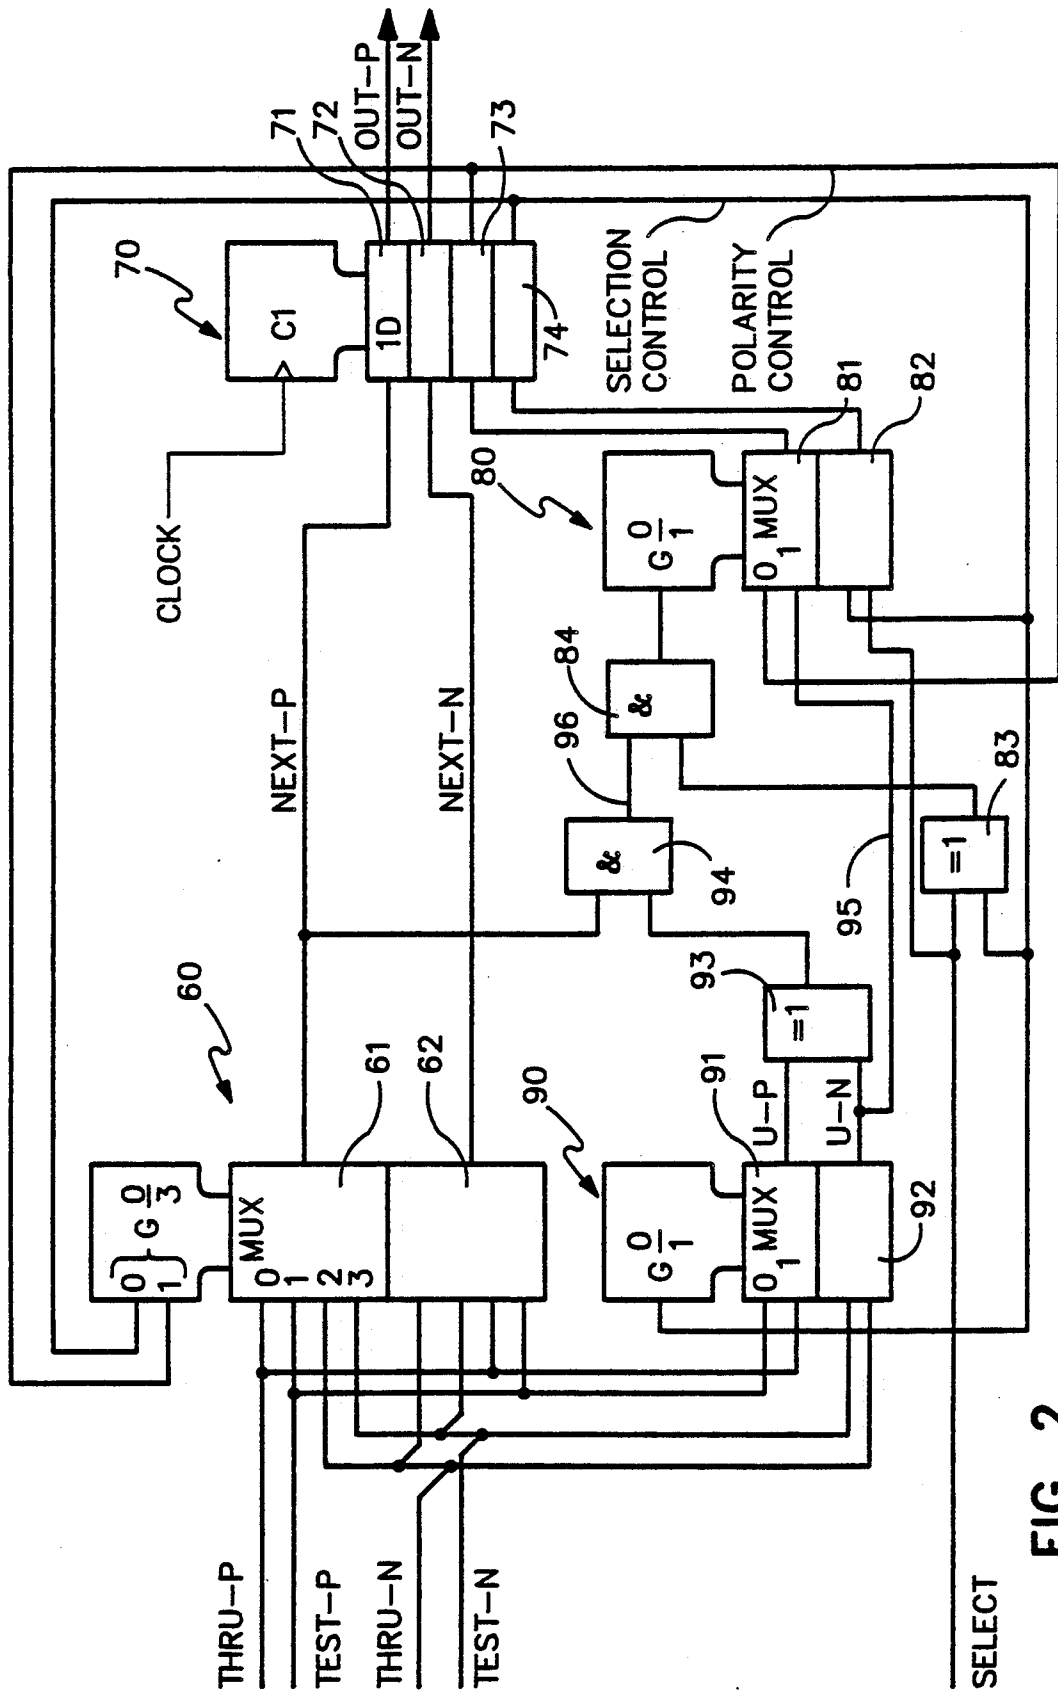 THRU-P
TEST-P
THRU-N
TEST-N
SELECT
60
0
1
G 0/3
MUX
0
1
2
3
61
62
90
G 0/1
0 MUX
1
91
92
U-P
U-N
93
=1
94
&
95
96
NEXT-P
NEXT-N
84
&
83
=1
80
G 0/1
0 MUX
1
81
82
CLOCK
70
C1
1D
71
72
73
74
OUT-P
OUT-N
SELECTION
CONTROL
POLARITY
CONTROL
FIG. 2